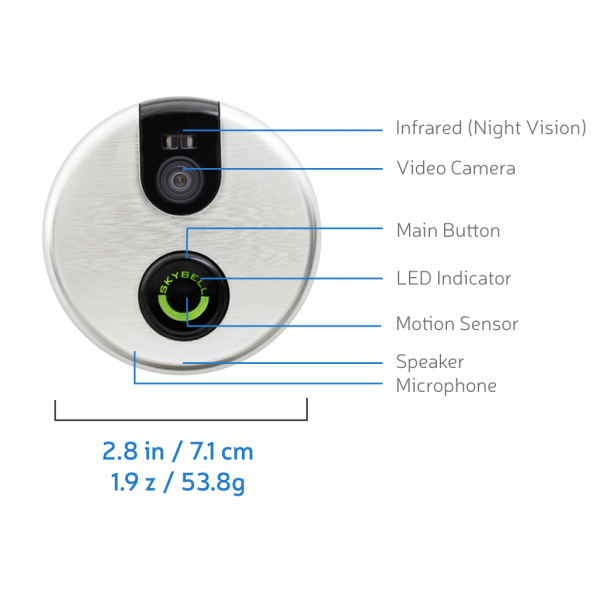 Infrared (Night Vision)
Video Camera
Main Button
SKYBELL
LED Indicator
Motion Sensor
Speaker
Microphone
2.8 in / 7.1 cm
1.9 z / 53.8g